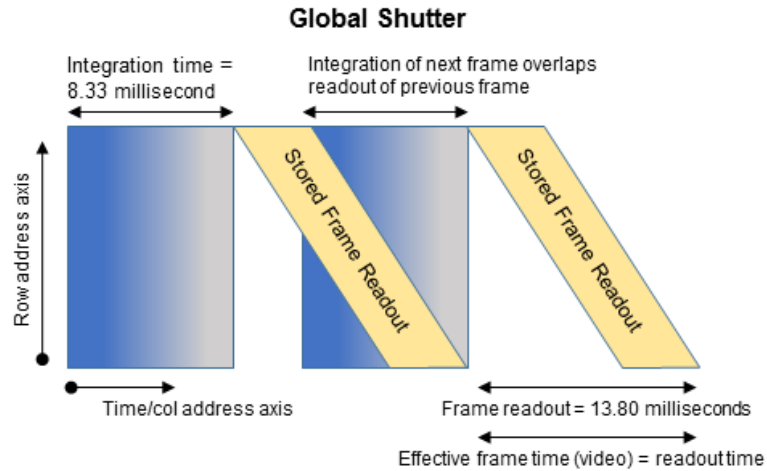 Global Shutter
Integration time =
8.33 millisecond
Integration of next frame overlaps
readout of previous frame
Row address axis
Stored Frame Readout
Stored Frame Readout
Time/col address axis
Frame readout = 13.80 milliseconds
Effective frame time (video) = readout time